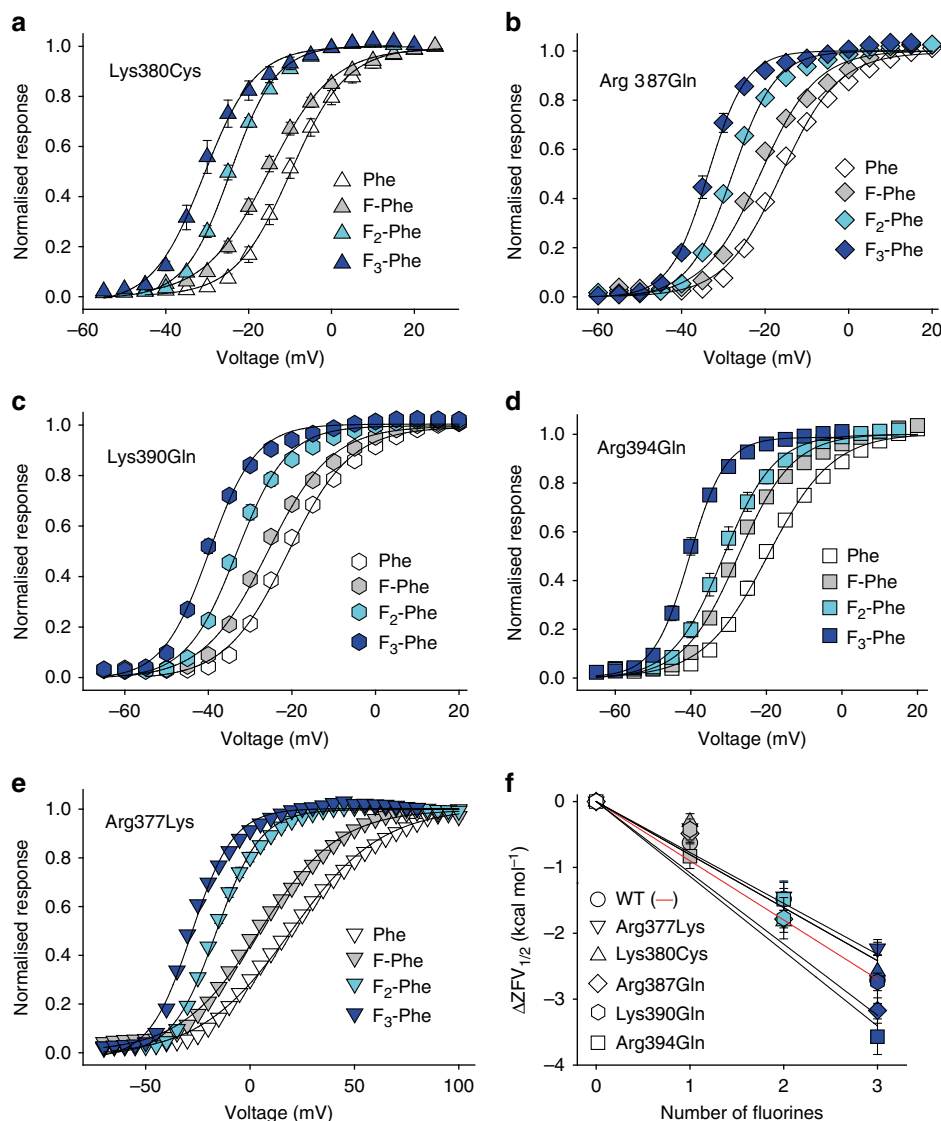 a
Normalised response
1.0
0.8
0.6
0.4
0.2
0.0
Lys380Cys
Phe
F-Phe
F₂-Phe
F₃-Phe
−60 −40 −20 0 20
Voltage (mV)
b
Normalised response
1.0
0.8
0.6
0.4
0.2
0.0
Arg 387Gln
Phe
F-Phe
F₂-Phe
F₃-Phe
−60 −40 −20 0 20
Voltage (mV)
c
Normalised response
1.0
0.8
0.6
0.4
0.2
0.0
Lys390Gln
Phe
F-Phe
F₂-Phe
F₃-Phe
−60 −40 −20 0 20
Voltage (mV)
d
Normalised response
1.0
0.8
0.6
0.4
0.2
0.0
Arg394Gln
Phe
F-Phe
F₂-Phe
F₃-Phe
−60 −40 −20 0 20
Voltage (mV)
e
Normalised response
1.0
0.8
0.6
0.4
0.2
0.0
Arg377Lys
Phe
F-Phe
F₂-Phe
F₃-Phe
−50 0 50 100
Voltage (mV)
f
ΔZFV₁/₂ (kcal mol⁻¹)
0
−1
−2
−3
−4
WT (—)
Arg377Lys
Lys380Cys
Arg387Gln
Lys390Gln
Arg394Gln
0 1 2 3
Number of fluorines